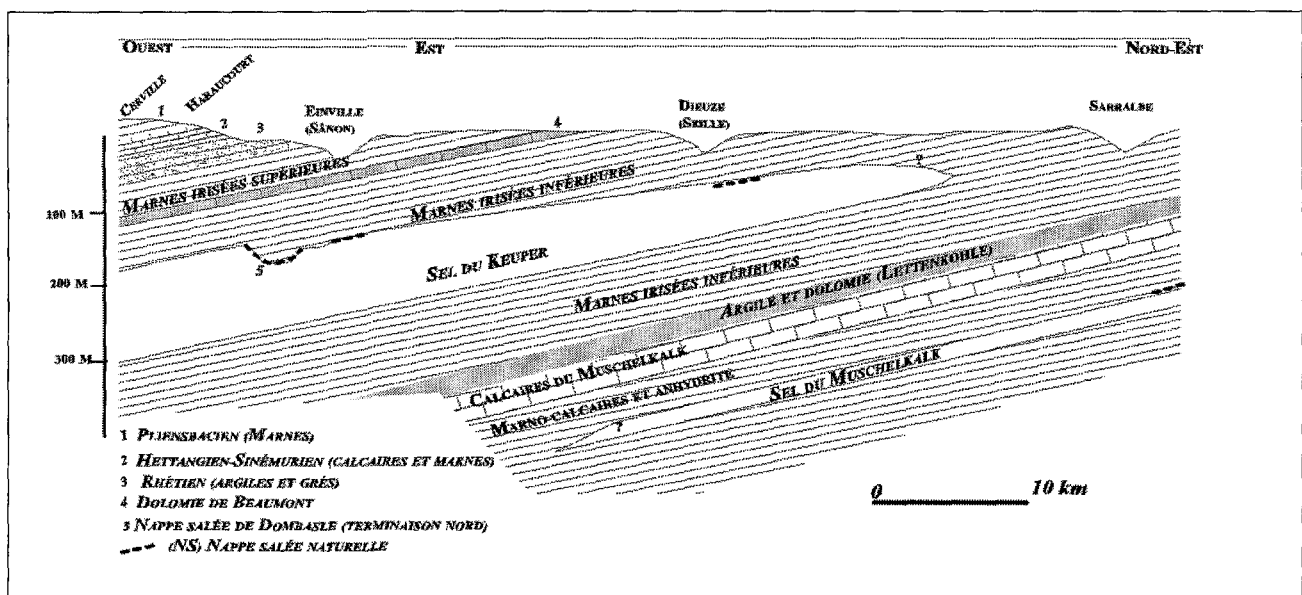 OUEST EST NORD-EST
CERVILLE
1
HARAUCOURT
2
3
EINVILLE
(SÂNON)
4
DIEUZE
(SEILLE)
SARRALBE
MARNES IRISÉES SUPÉRIEURES
MARNES IRISÉES INFÉRIEURES
?
100 M
5
SEL DU KEUPER
200 M
MARNES IRISÉES INFÉRIEURES
ARGILE ET DOLOMIE (LETTENKOHLE)
300 M
CALCAIRES DU MUSCHELKALK
MARNO-CALCAIRES ET ANHYDRITE
SEL DU MUSCHELKALK
?
1 PLIENSBACIEN (MARNES)
2 HETTANGIEN-SINÉMURIEN (CALCAIRES ET MARNES)
3 RHÉTIEN (ARGILES ET GRÈS)
4 DOLOMIE DE BEAUMONT
5 NAPPE SALÉE DE DOMBASLE (TERMINAISON NORD)
(NS) NAPPE SALÉE NATURELLE
0 10 km